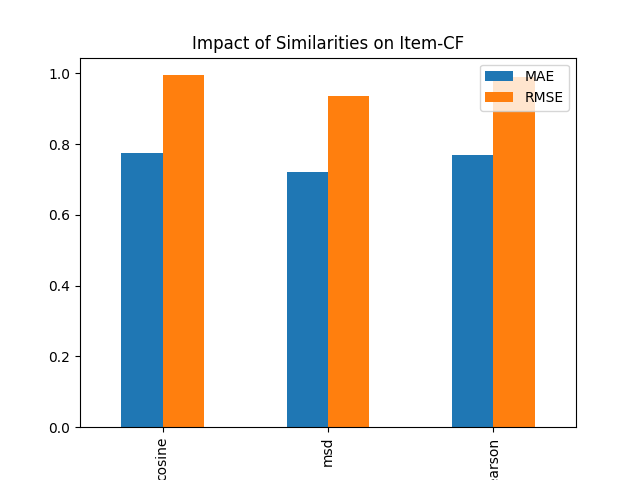 Impact of Similarities on Item-CF
MAE
RMSE
1.0
0.8
0.6
0.4
0.2
0.0
cosine
msd
earson